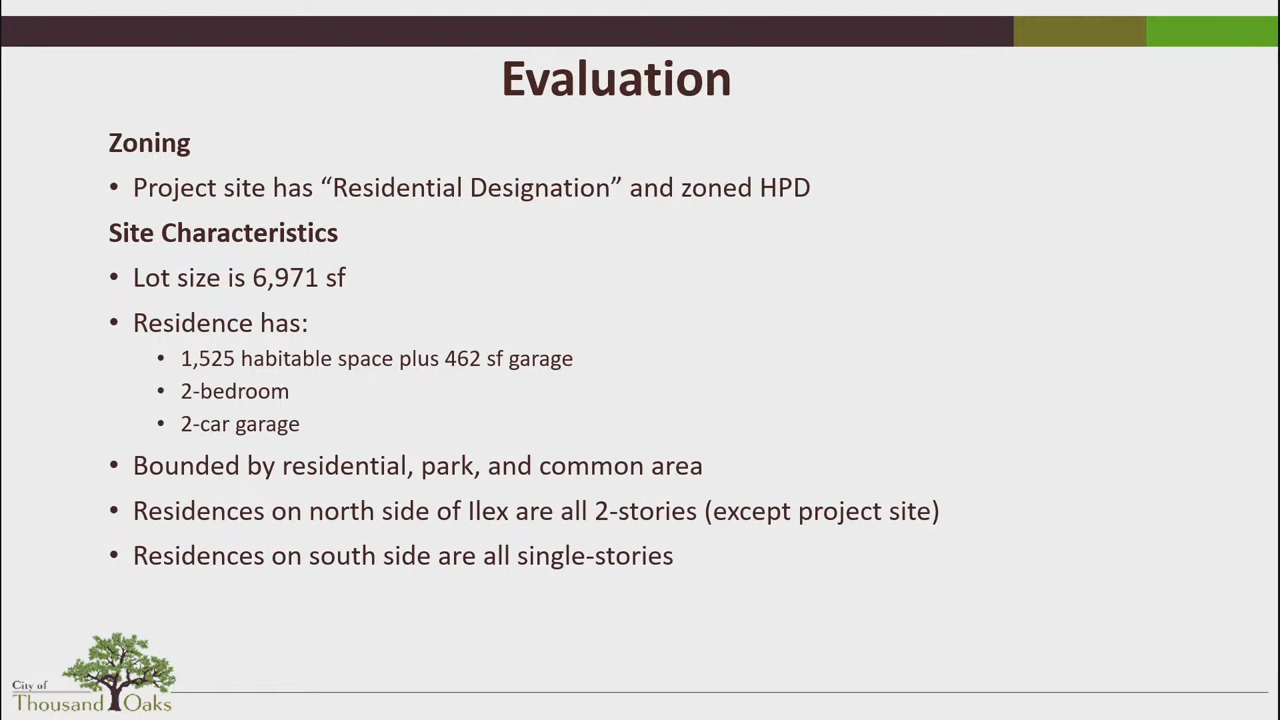 Evaluation
Zoning
• Project site has “Residential Designation” and zoned HPD
Site Characteristics
• Lot size is 6,971 sf
• Residence has:
• 1,525 habitable space plus 462 sf garage
• 2-bedroom
• 2-car garage
• Bounded by residential, park, and common area
• Residences on north side of Ilex are all 2-stories (except project site)
• Residences on south side are all single-stories
City of
Thousand Oaks